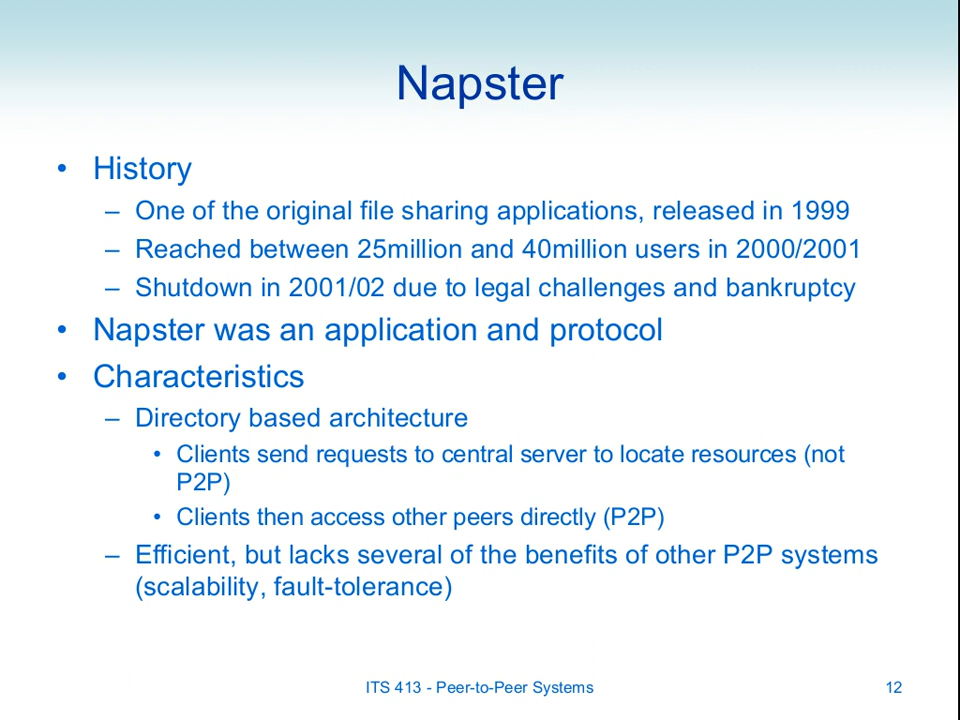 Napster
• History
– One of the original file sharing applications, released in 1999
– Reached between 25million and 40million users in 2000/2001
– Shutdown in 2001/02 due to legal challenges and bankruptcy
• Napster was an application and protocol
• Characteristics
– Directory based architecture
• Clients send requests to central server to locate resources (not
P2P)
• Clients then access other peers directly (P2P)
– Efficient, but lacks several of the benefits of other P2P systems
(scalability, fault-tolerance)
ITS 413 - Peer-to-Peer Systems
12